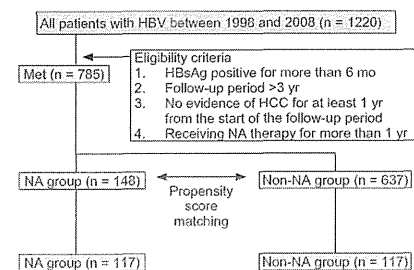 All patients with HBV between 1998 and 2008 (n = 1220)
Eligibility criteria
1. HBsAg positive for more than 6 mo
2. Follow-up period >3 yr
3. No evidence of HCC for at least 1 yr
from the start of the follow-up period
4. Receiving NA therapy for more than 1 yr
Met (n = 785)
NA group (n = 148)
Propensity
score
matching
Non-NA group (n = 637)
NA group (n = 117)
Non-NA group (n = 117)